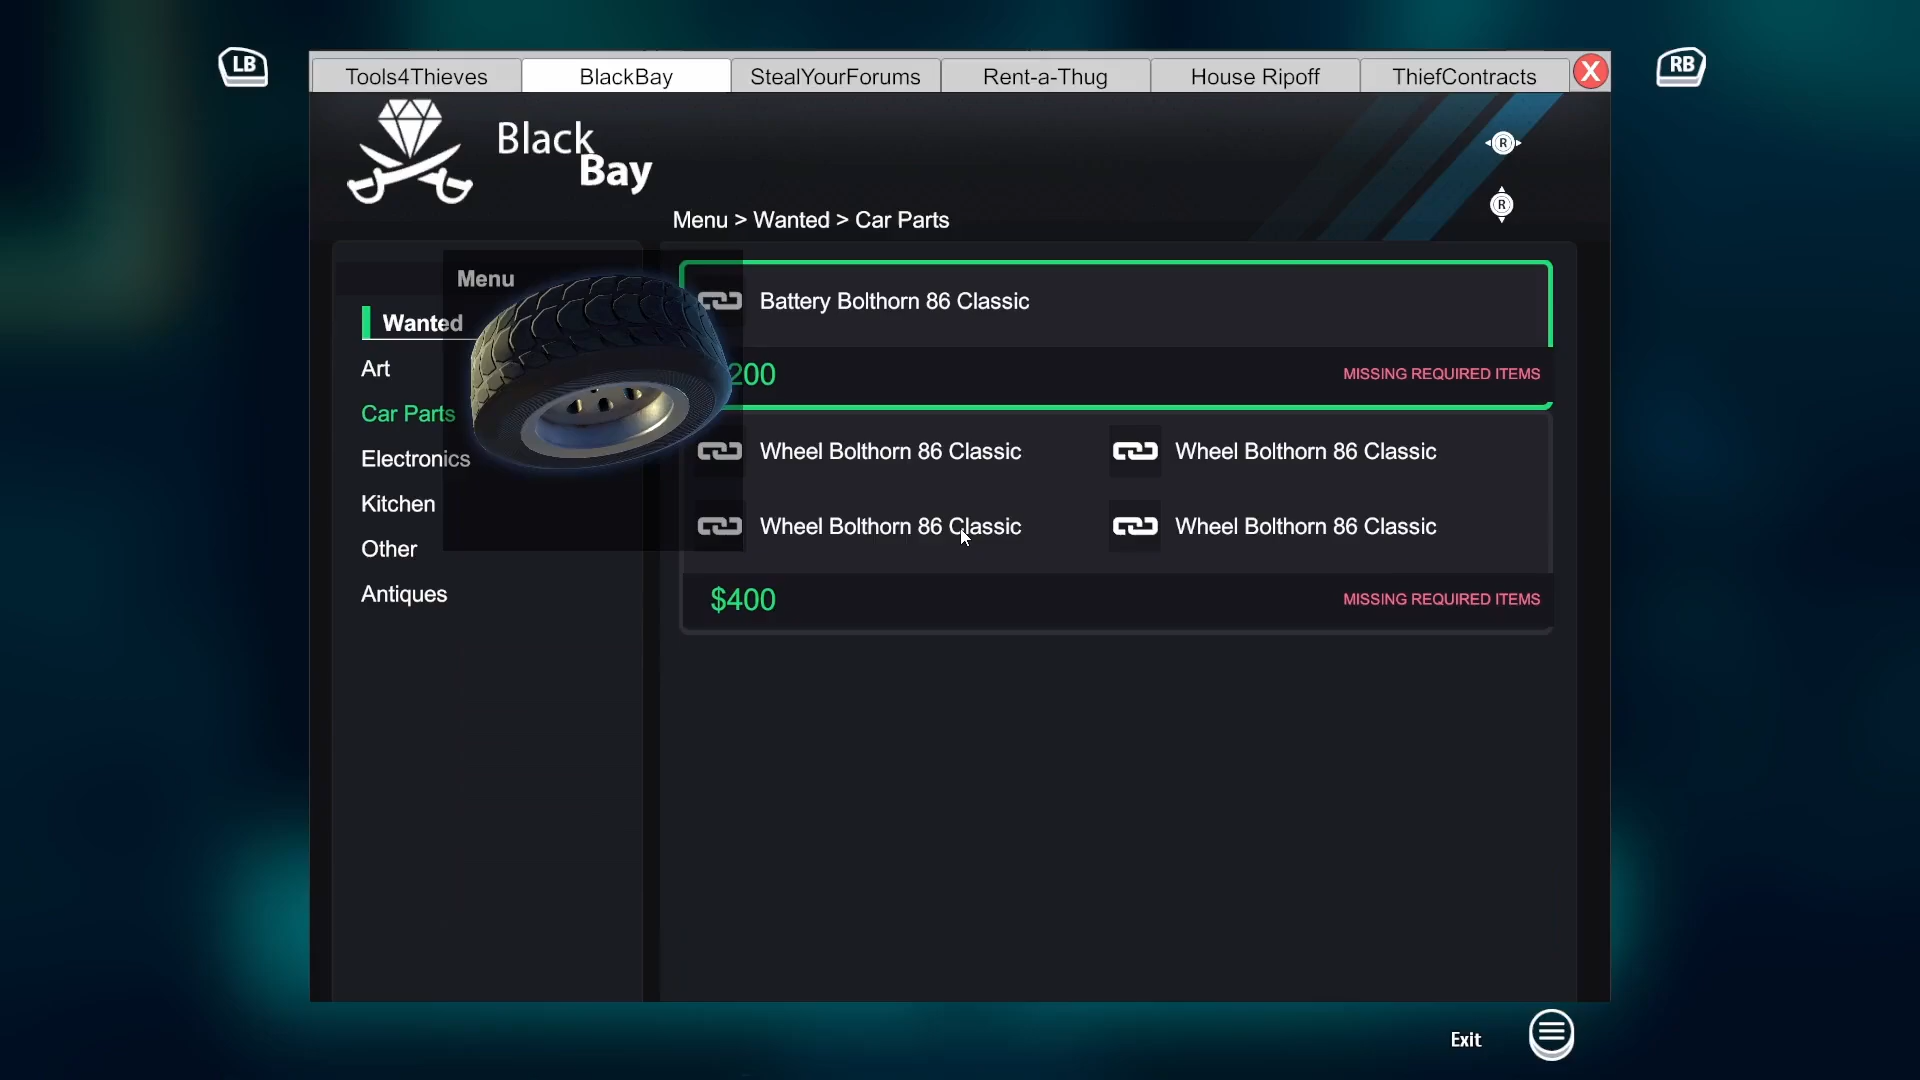 LB
RB
Tools4Thieves BlackBay StealYourForums Rent-a-Thug House Ripoff ThiefContracts X
Black
Bay
R
R
Menu > Wanted > Car Parts
Menu
Wanted
Art
Car Parts
Electronics
Kitchen
Other
Antiques
Battery Bolthorn 86 Classic
200 MISSING REQUIRED ITEMS
Wheel Bolthorn 86 Classic Wheel Bolthorn 86 Classic
Wheel Bolthorn 86 Classic Wheel Bolthorn 86 Classic
$400 MISSING REQUIRED ITEMS
Exit